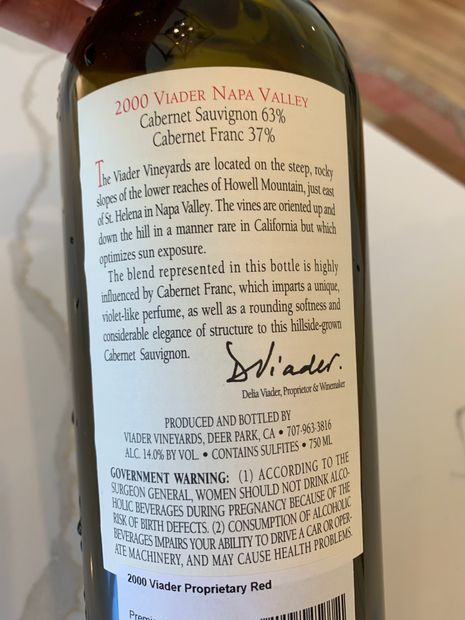 2000 VIADER NAPA VALLEY
Cabernet Sauvignon 63%
Cabernet Franc 37%
The Viader Vineyards are located on the steep, rocky
slopes of the lower reaches of Howell Mountain, just east
of St. Helena in Napa Valley. The vines are oriented up and
down the hill in a manner rare in California but which
optimizes sun exposure.
The blend represented in this bottle is highly
influenced by Cabernet Franc, which imparts a unique,
violet-like perfume, as well as a rounding softness and
considerable elegance of structure to this hillside-grown
Cabernet Sauvignon.
DViader.
Delia Viader, Proprietor & Winemaker
PRODUCED AND BOTTLED BY
VIADER VINEYARDS, DEER PARK, CA • 707-963-3816
ALC. 14.0% BY VOL. • CONTAINS SULFITES • 750 ML
GOVERNMENT WARNING: (1) ACCORDING TO THE
SURGEON GENERAL, WOMEN SHOULD NOT DRINK ALCO-
HOLIC BEVERAGES DURING PREGNANCY BECAUSE OF THE
RISK OF BIRTH DEFECTS. (2) CONSUMPTION OF ALCOHOLIC
BEVERAGES IMPAIRS YOUR ABILITY TO DRIVE A CAR OR OPER-
ATE MACHINERY, AND MAY CAUSE HEALTH PROBLEMS.
2000 Viader Proprietary Red